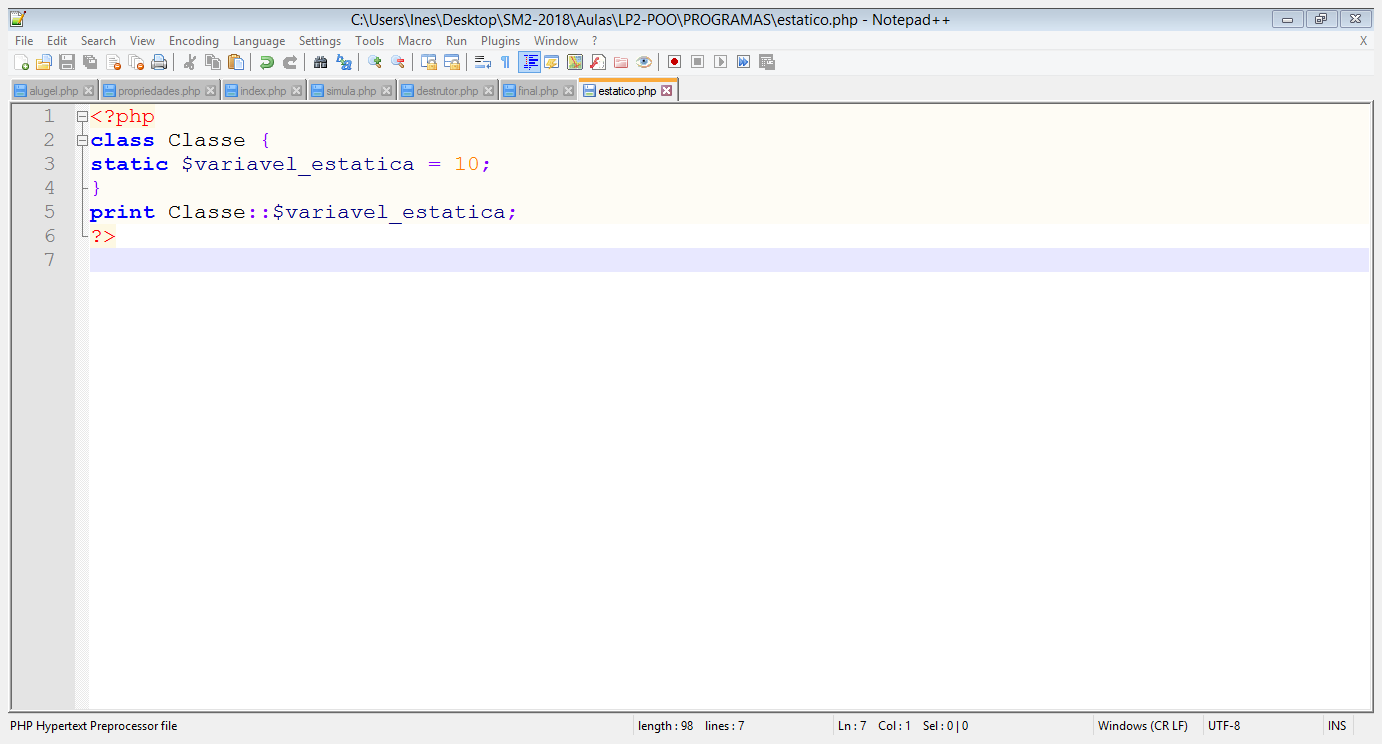 C:\Users\Ines\Desktop\SM2-2018\Aulas\LP2-POO\PROGRAMAS\estatico.php - Notepad++
File Edit Search View Encoding Language Settings Tools Macro Run Plugins Window ? X
alugel.php propriedades.php index.php simula.php destrutor.php final.php estatico.php
1 <?php
2 class Classe {
3 static $variavel_estatica = 10;
4 }
5 print Classe::$variavel_estatica;
6 ?>
7
PHP Hypertext Preprocessor file length : 98 lines : 7 Ln : 7 Col : 1 Sel : 0 | 0 Windows (CR LF) UTF-8 INS